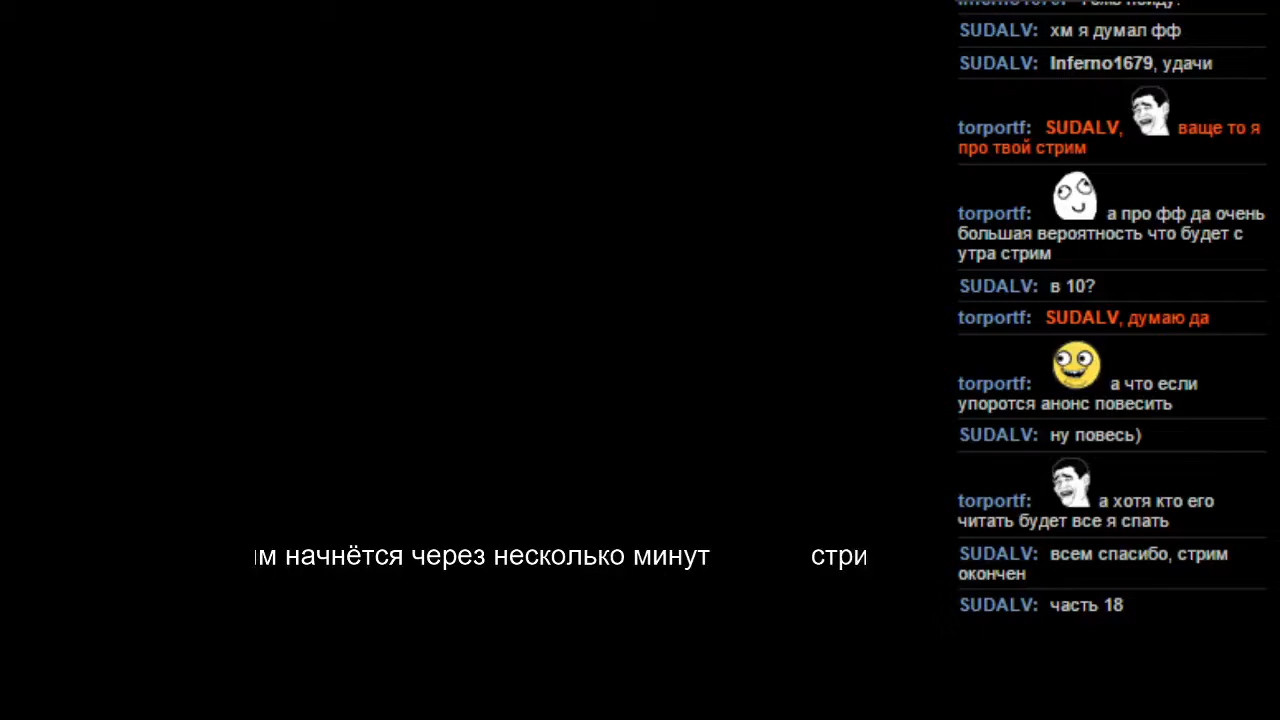 SUDALV: хм я думал фф
SUDALV: Inferno1679, удачи
torportf: SUDALV, ваще то я
про твой стрим
torportf: а про фф да очень
большая вероятность что будет с
утра стрим
SUDALV: в 10?
torportf: SUDALV, думаю да
torportf: а что если
упоротся анонс повесить
SUDALV: ну повесь)
torportf: а хотя кто его
читать будет все я спать
SUDALV: всем спасибо, стрим
окончен
SUDALV: часть 18
им начнётся через несколько минут стри